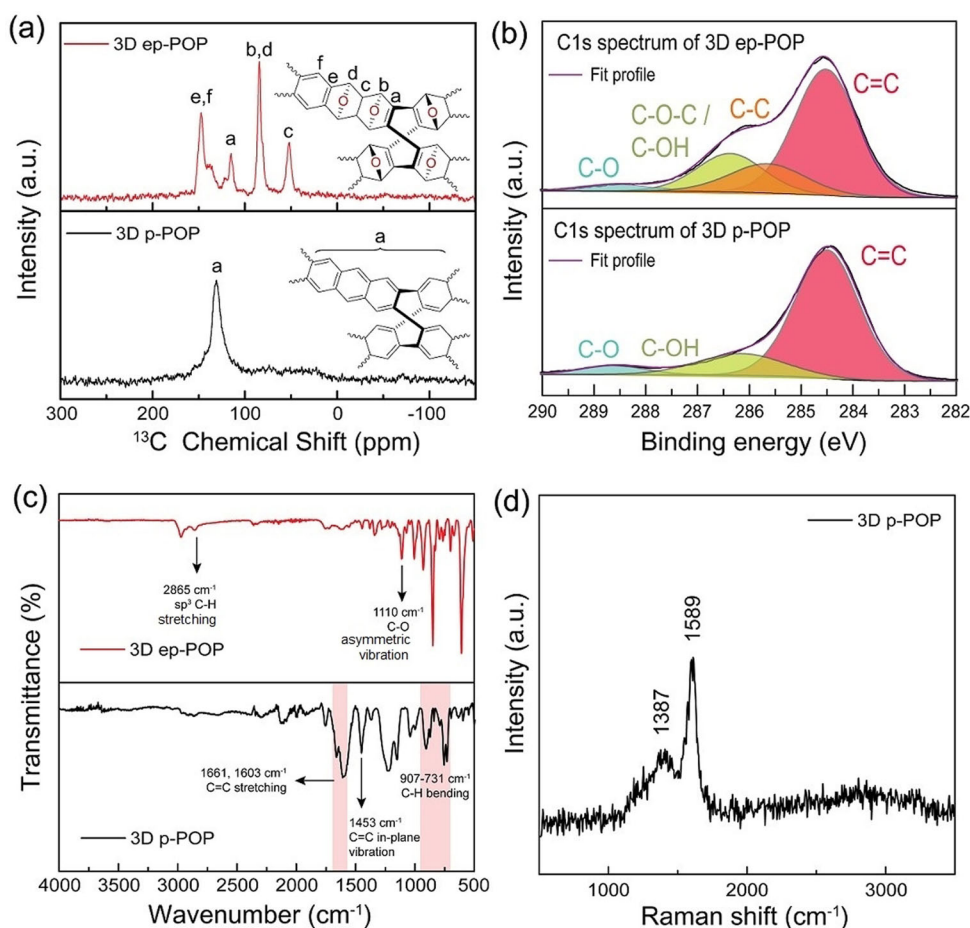 (a)
3D ep-POP
e,f
a
b,d
c
f
e
d
c
b
a
O
O
O
O
Intensity (a.u.)
3D p-POP
a
a
300
200
100
0
-100
¹³C Chemical Shift (ppm)
(b)
C1s spectrum of 3D ep-POP
Fit profile
C=C
C-O-C /
C-OH
C-C
C-O
Intensity (a.u.)
C1s spectrum of 3D p-POP
Fit profile
C=C
C-O
C-OH
290
289
288
287
286
285
284
283
282
Binding energy (eV)
(c)
2865 cm⁻¹
sp³ C-H
stretching
1110 cm⁻¹
C-O
asymmetric
vibration
3D ep-POP
Transmittance (%)
1661, 1603 cm⁻¹
C=C stretching
907-731 cm⁻¹
C-H bending
1453 cm⁻¹
C=C in-plane
vibration
3D p-POP
4000
3500
3000
2500
2000
1500
1000
500
Wavenumber (cm⁻¹)
(d)
3D p-POP
1387
1589
Intensity (a.u.)
1000
2000
3000
Raman shift (cm⁻¹)